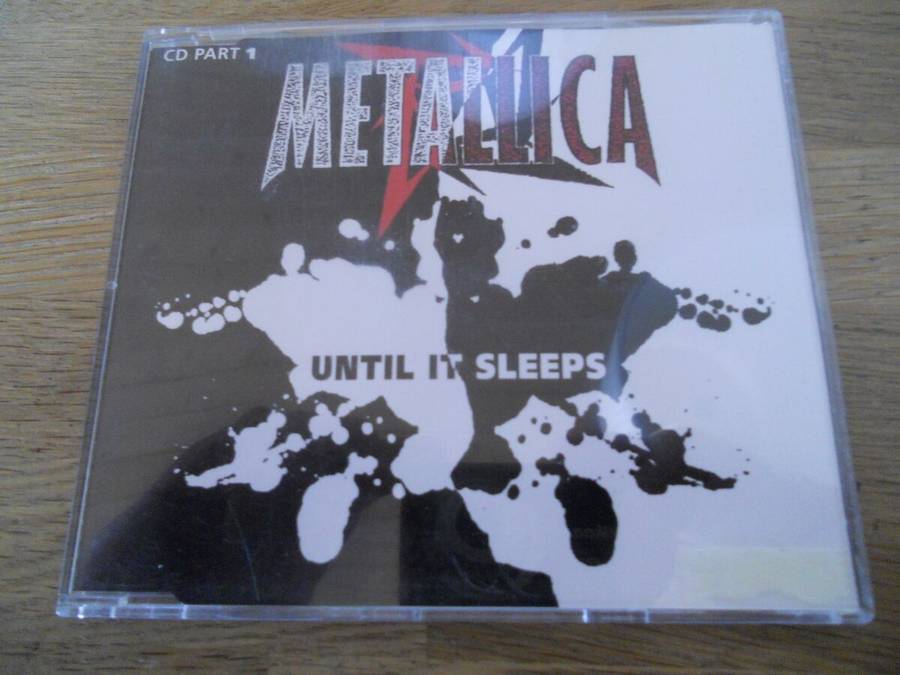 CD PART 1
METALLICA
UNTIL IT SLEEPS